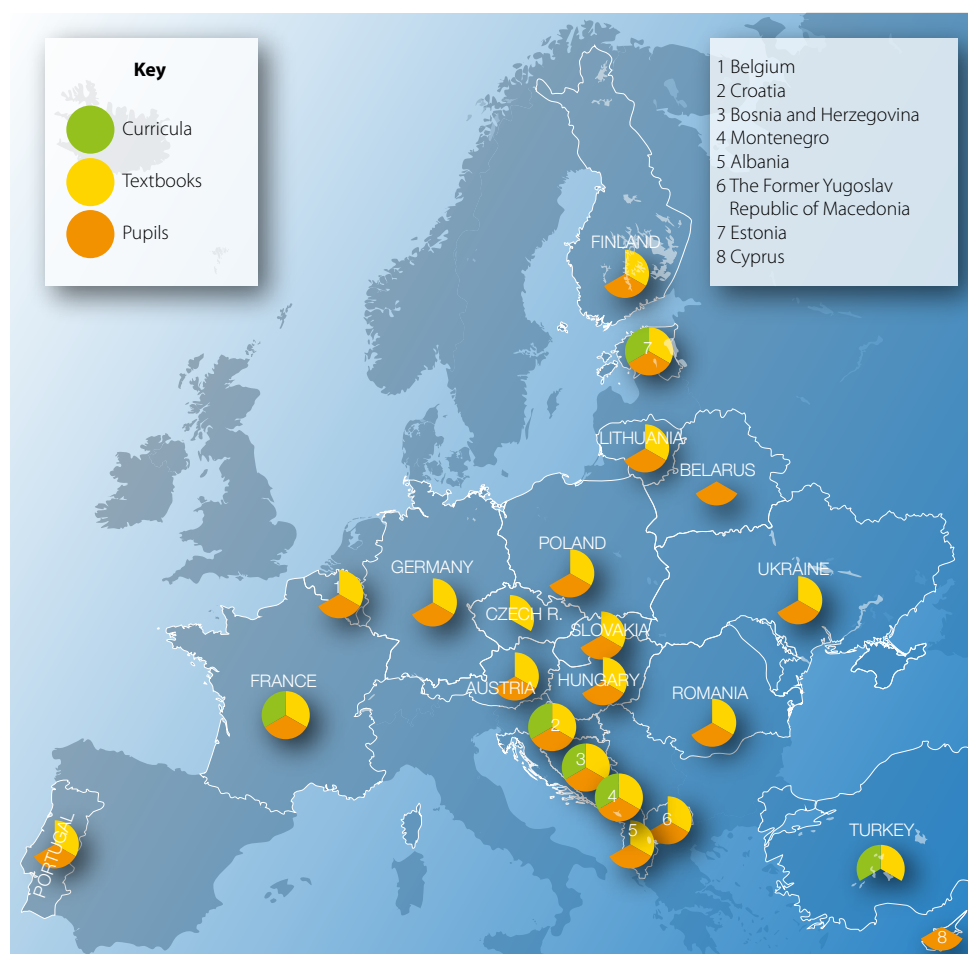 Key
Curricula
Textbooks
Pupils
1 Belgium
2 Croatia
3 Bosnia and Herzegovina
4 Montenegro
5 Albania
6 The Former Yugoslav
Republic of Macedonia
7 Estonia
8 Cyprus
FINLAND
7
LITHUANIA
BELARUS
POLAND
GERMANY
UKRAINE
1
CZECH R.
SLOVAKIA
FRANCE
AUSTRIA
HUNGARY
ROMANIA
2
3
4
5
6
PORTUGAL
TURKEY
8